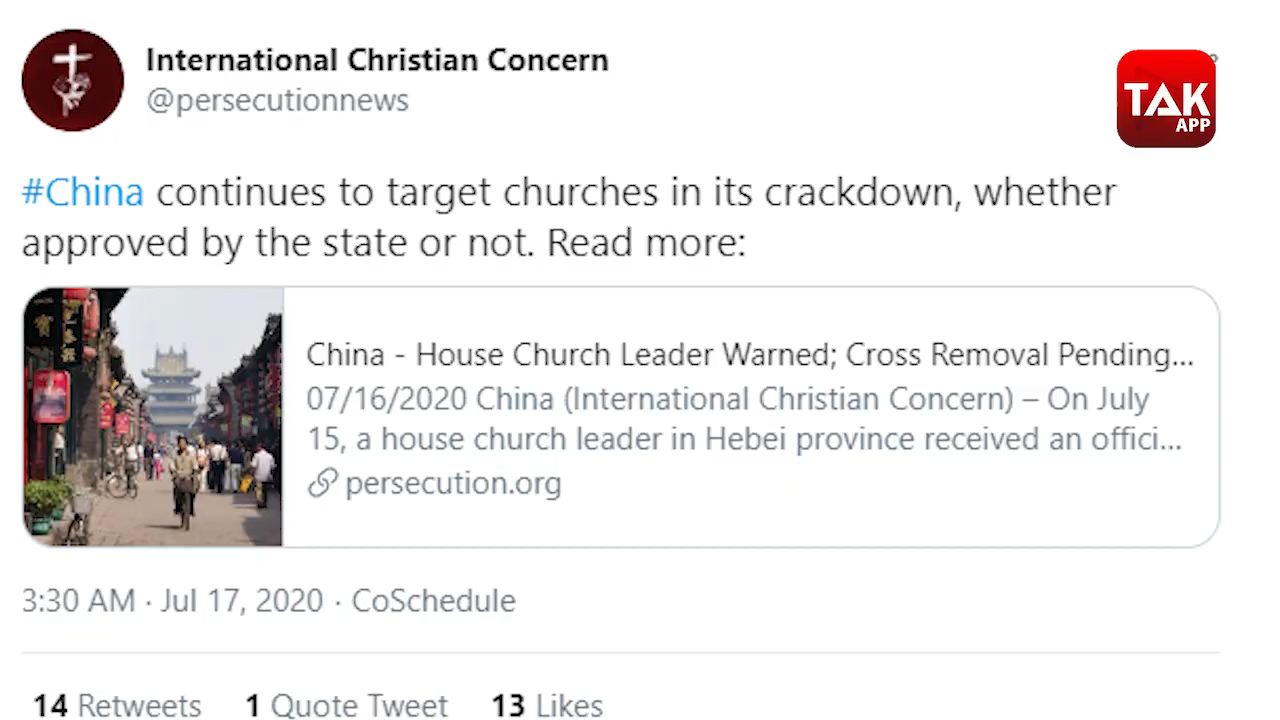 International Christian Concern
@persecutionnews
TAK
APP
#China continues to target churches in its crackdown, whether
approved by the state or not. Read more:
China - House Church Leader Warned; Cross Removal Pending...
07/16/2020 China (International Christian Concern) – On July
15, a house church leader in Hebei province received an offici...
persecution.org
3:30 AM · Jul 17, 2020 · CoSchedule
14 Retweets 1 Quote Tweet 13 Likes